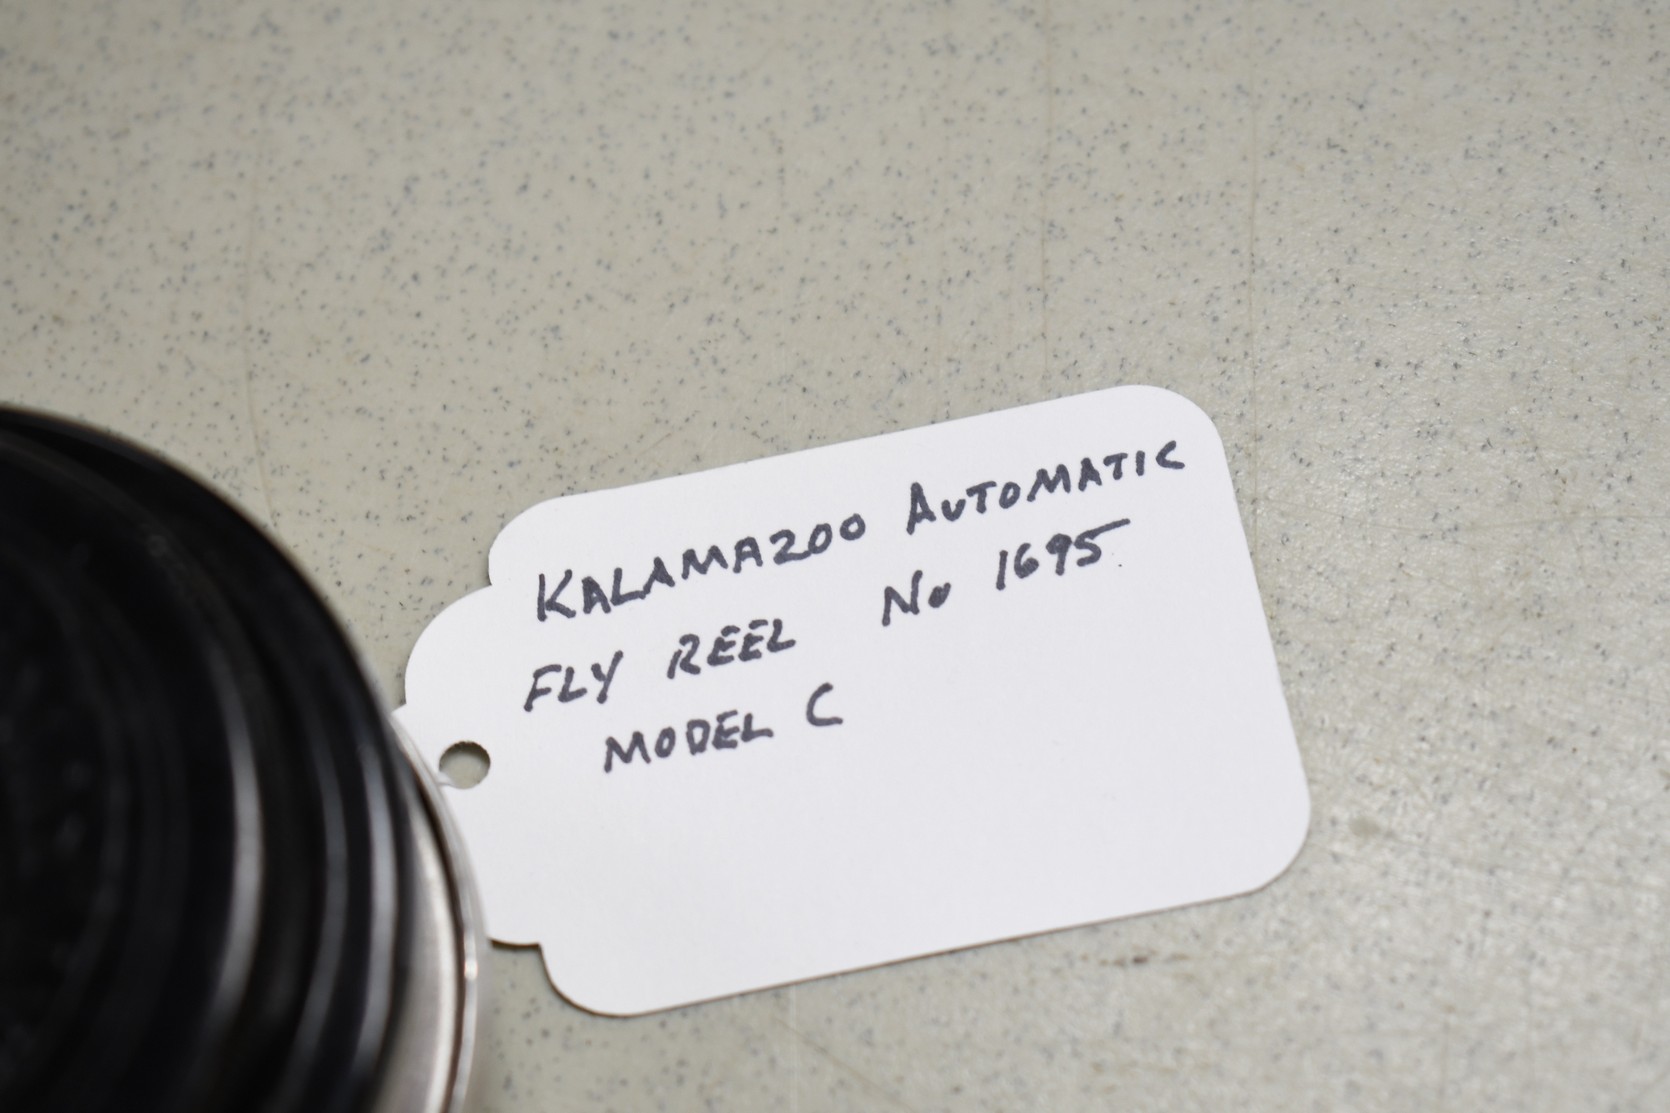 KALAMAZOO AUTOMATIC
FLY REEL No 1695
MODEL C